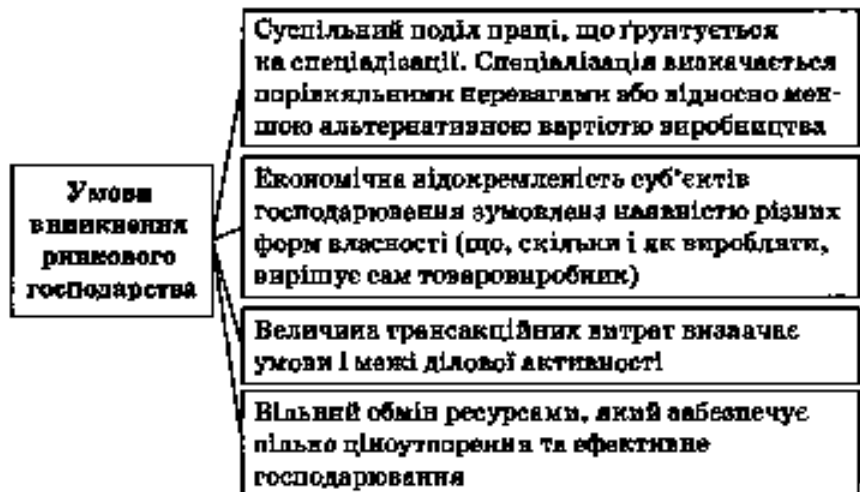 Умови
виникнення
ринкового
господарства
Суспільний поділ праці, що ґрунтується
на спеціалізації. Спеціалізація визначається
порівняльними перевагами або відносно мен-
шою альтернативною вартістю виробництва
Економічна відокремленість суб'єктів
господарювення зумовлена наявністю різних
форм власності (що, скільки і як виробляти,
вирішує сам товаровиробник)
Величина трансакційних витрат визначає
умови і межі ділової активності
Вільний обмін ресурсами, який забезпечує
вільно ціноутворення та ефективне
господарювання